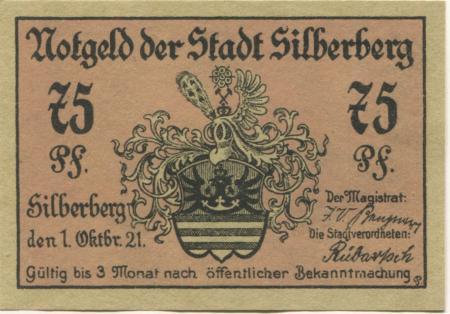 Notgeld der Stadt Silberberg
75 75
Pf. Pf.
Silberberg
den 1. Oktbr. 21.
Der Magistrat:
Die Stadtverordneten:
Gültig bis 3 Monat nach öffentlicher Bekanntmachung